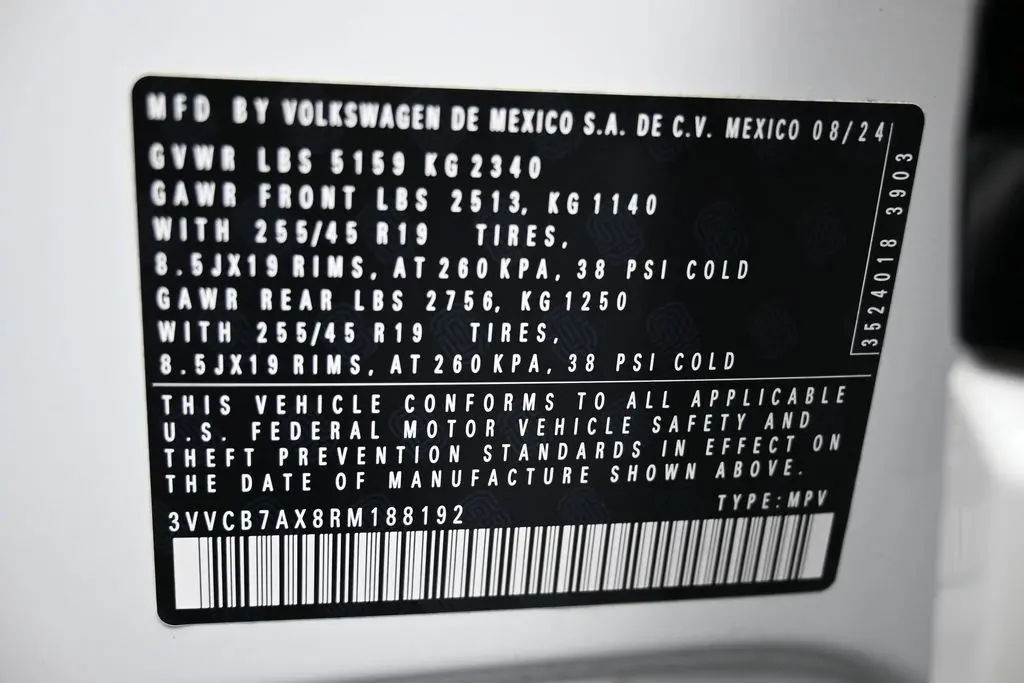 MFD BY VOLKSWAGEN DE MEXICO S.A. DE C.V. MEXICO 08/24
GVWR LBS 5159 KG 2340
GAWR FRONT LBS 2513, KG 1140
WITH 255/45 R19 TIRES,
8.5JX19 RIMS, AT 260 KPA, 38 PSI COLD
GAWR REAR LBS 2756, KG 1250
WITH 255/45 R19 TIRES,
8.5JX19 RIMS, AT 260 KPA, 38 PSI COLD
3524018 3903
THIS VEHICLE CONFORMS TO ALL APPLICABLE
U.S. FEDERAL MOTOR VEHICLE SAFETY AND
THEFT PREVENTION STANDARDS IN EFFECT ON
THE DATE OF MANUFACTURE SHOWN ABOVE.
TYPE: MPV
3VVCB7AX8RM188192